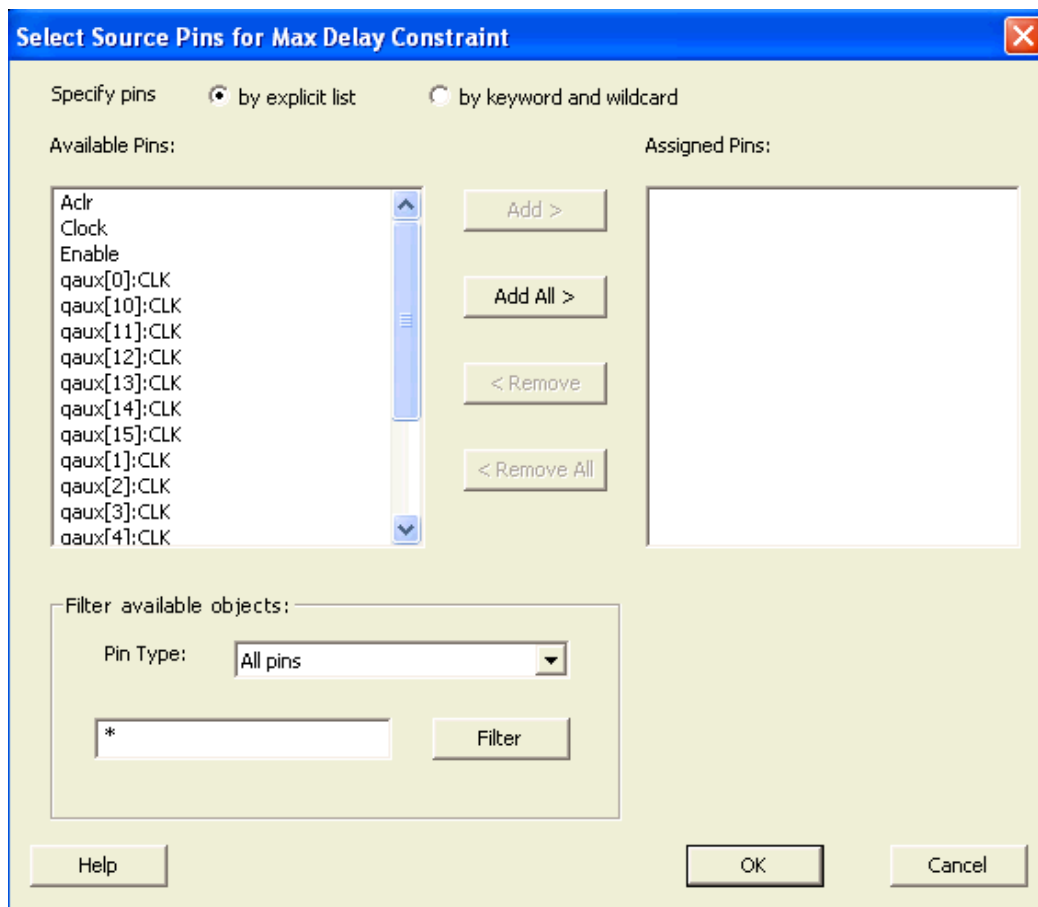 Select Source Pins for Max Delay Constraint
Specify pins by explicit list by keyword and wildcard
Available Pins: Assigned Pins:
Aclr
Clock
Enable
qaux[0]:CLK
qaux[10]:CLK
qaux[11]:CLK
qaux[12]:CLK
qaux[13]:CLK
qaux[14]:CLK
qaux[15]:CLK
qaux[1]:CLK
qaux[2]:CLK
qaux[3]:CLK
qaux[4]:CLK
Add >
Add All >
< Remove
< Remove All
Filter available objects:
Pin Type: All pins
* Filter
Help OK Cancel